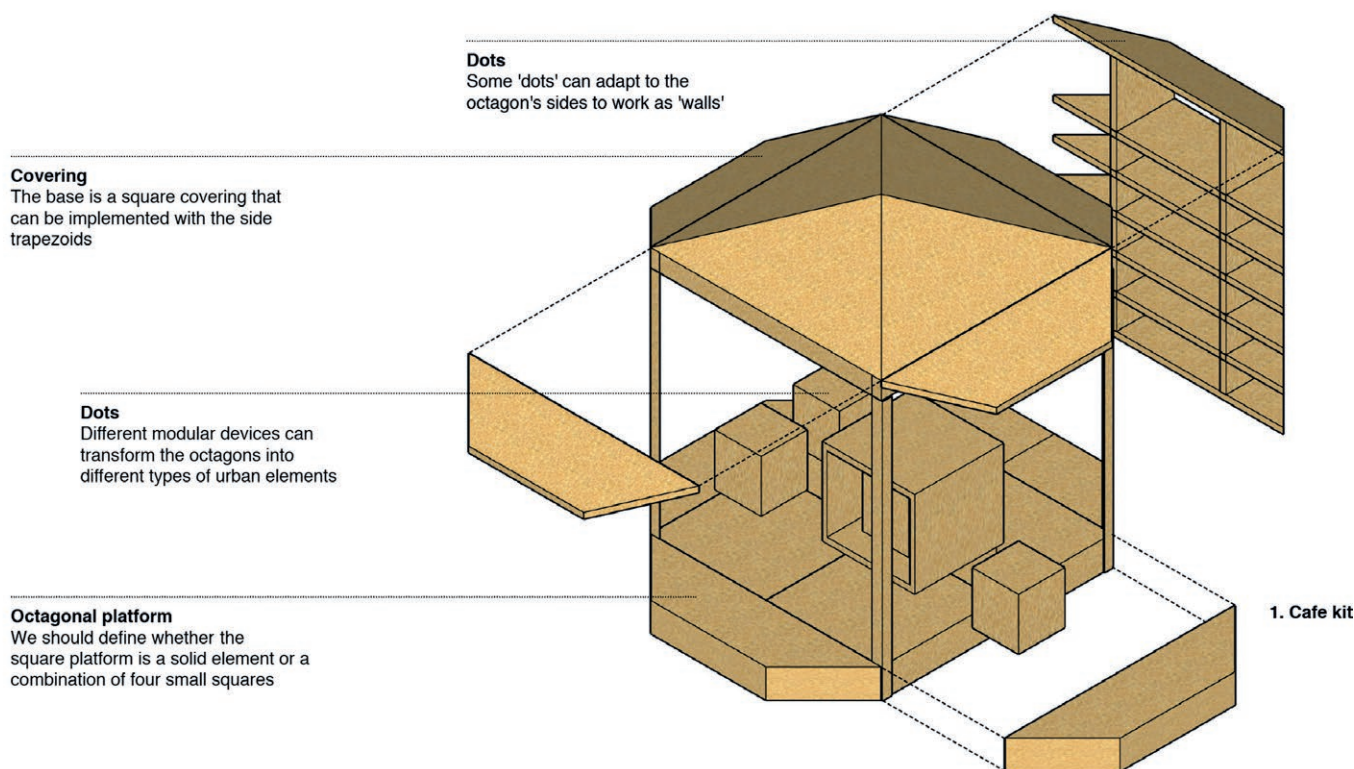 Dots
Some 'dots' can adapt to the
octagon's sides to work as 'walls'
Covering
The base is a square covering that
can be implemented with the side
trapezoids
Dots
Different modular devices can
transform the octagons into
different types of urban elements
Octagonal platform
We should define whether the
square platform is a solid element or a
combination of four small squares
1. Cafe kit